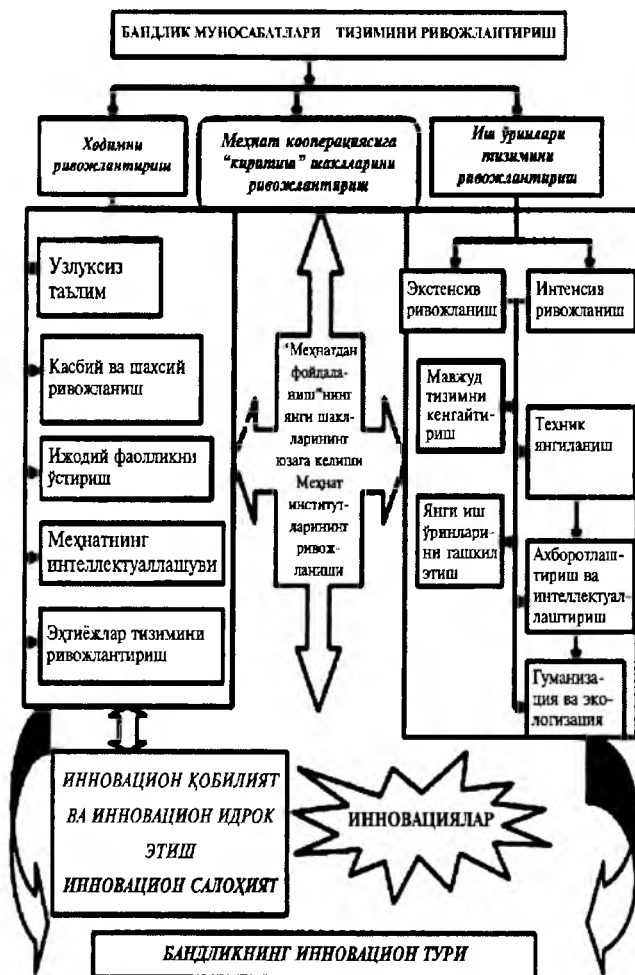 БАНДЛИК МУНОСАБАТЛАРИ ТИЗИМИНИ РИВОЖЛАНТИРИШ
Ходимни
ривожлантириш
Меҳнат кооперациясига
“киритиш” шаклларини
ривожлантириш
Иш ўринлари
тизимини
ривожлантириш
Узлуксиз
таълим
Касбий ва шахсий
ривожланиш
Ижодий фаолликни
ўстириш
Меҳнатнинг
интеллектуаллашуви
Эҳтиёжлар тизимини
ривожлантириш
“Меҳнатдан
фойдала-
ниш”нинг
янги шакл-
ларининг
юзага келиши
Меҳнат
институт-
ларининг
ривож-
ланиши
Экстенсив
ривожланиш
Интенсив
ривожланиш
Мавжуд
тизимни
кенгайти-
риш
Техник
янгиланиш
Янги иш
ўринлари-
ни ташкил
этиш
Ахборотлаш-
тириш ва
интеллектуал-
лаштириш
Гуманиза-
ция ва эко-
логизация
ИННОВАЦИОН ҚОБИЛИЯТ
ВА ИННОВАЦИОН ИДРОК
ЭТИШ
ИННОВАЦИОН САЛОҲИЯТ
ИННОВАЦИЯЛАР
БАНДЛИКНИНГ ИННОВАЦИОН ТУРИ